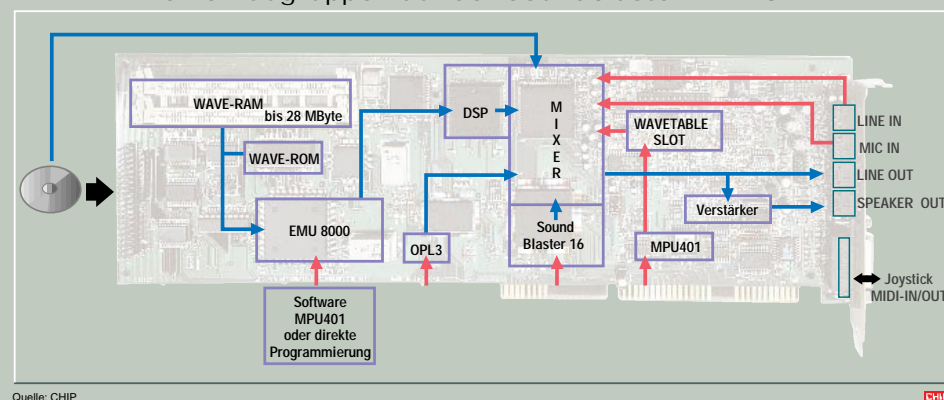 WAVE-RAM
bis 28 MByte
WAVE-ROM
EMU 8000
Software
MPU401
oder direkte
Programmierung
OPL3
DSP
M
I
X
E
R
Sound
Blaster 16
WAVETABLE
SLOT
MPU401
Verstärker
LINE IN
MIC IN
LINE OUT
SPEAKER OUT
Joystick
MIDI-IN/OUT
Quelle: CHIP
CHIP